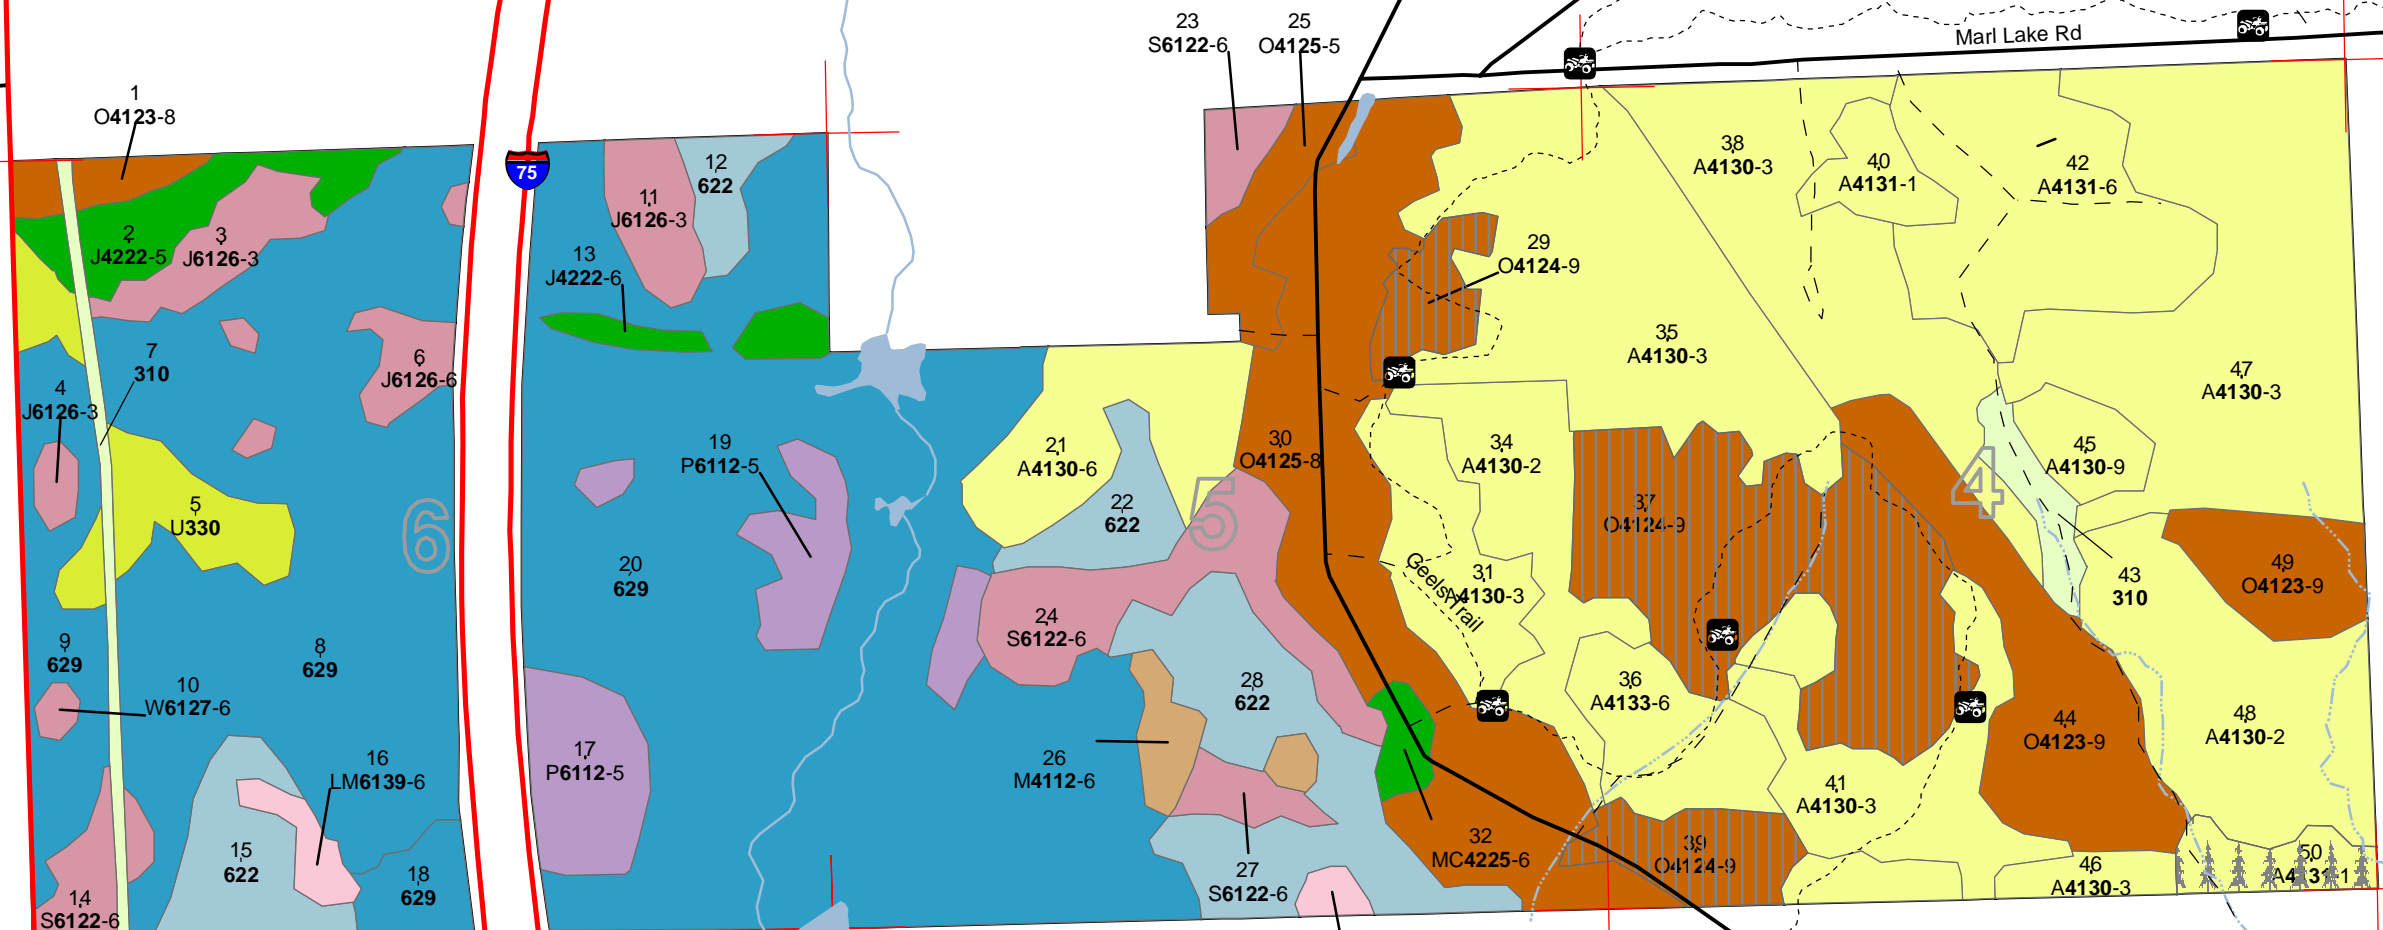 23
S6122-6
25
O4125-5
Marl Lake Rd
1
O4123-8
75
2
J4222-5
3
J6126-3
11
J6126-3
12
622
13
J4222-6
29
O4124-9
38
A4130-3
40
A4131-1
42
A4131-6
7
310
6
J6126-6
4
J6126-3
35
A4130-3
47
A4130-3
19
P6112-5
21
A4130-6
30
O4125-8
34
A4130-2
45
A4130-9
5
U330
22
622
37
O4124-9
6
5
4
20
629
31
A4130-3
Geels Trail
43
310
49
O4123-9
24
S6122-6
9
629
8
629
10
W6127-6
28
622
36
A4133-6
44
O4123-9
48
A4130-2
16
LM6139-6
17
P6112-5
26
M4112-6
41
A4130-3
15
622
18
629
27
S6122-6
32
MC4225-6
39
O4124-9
46
A4130-3
50
A4131-1
14
S6122-6